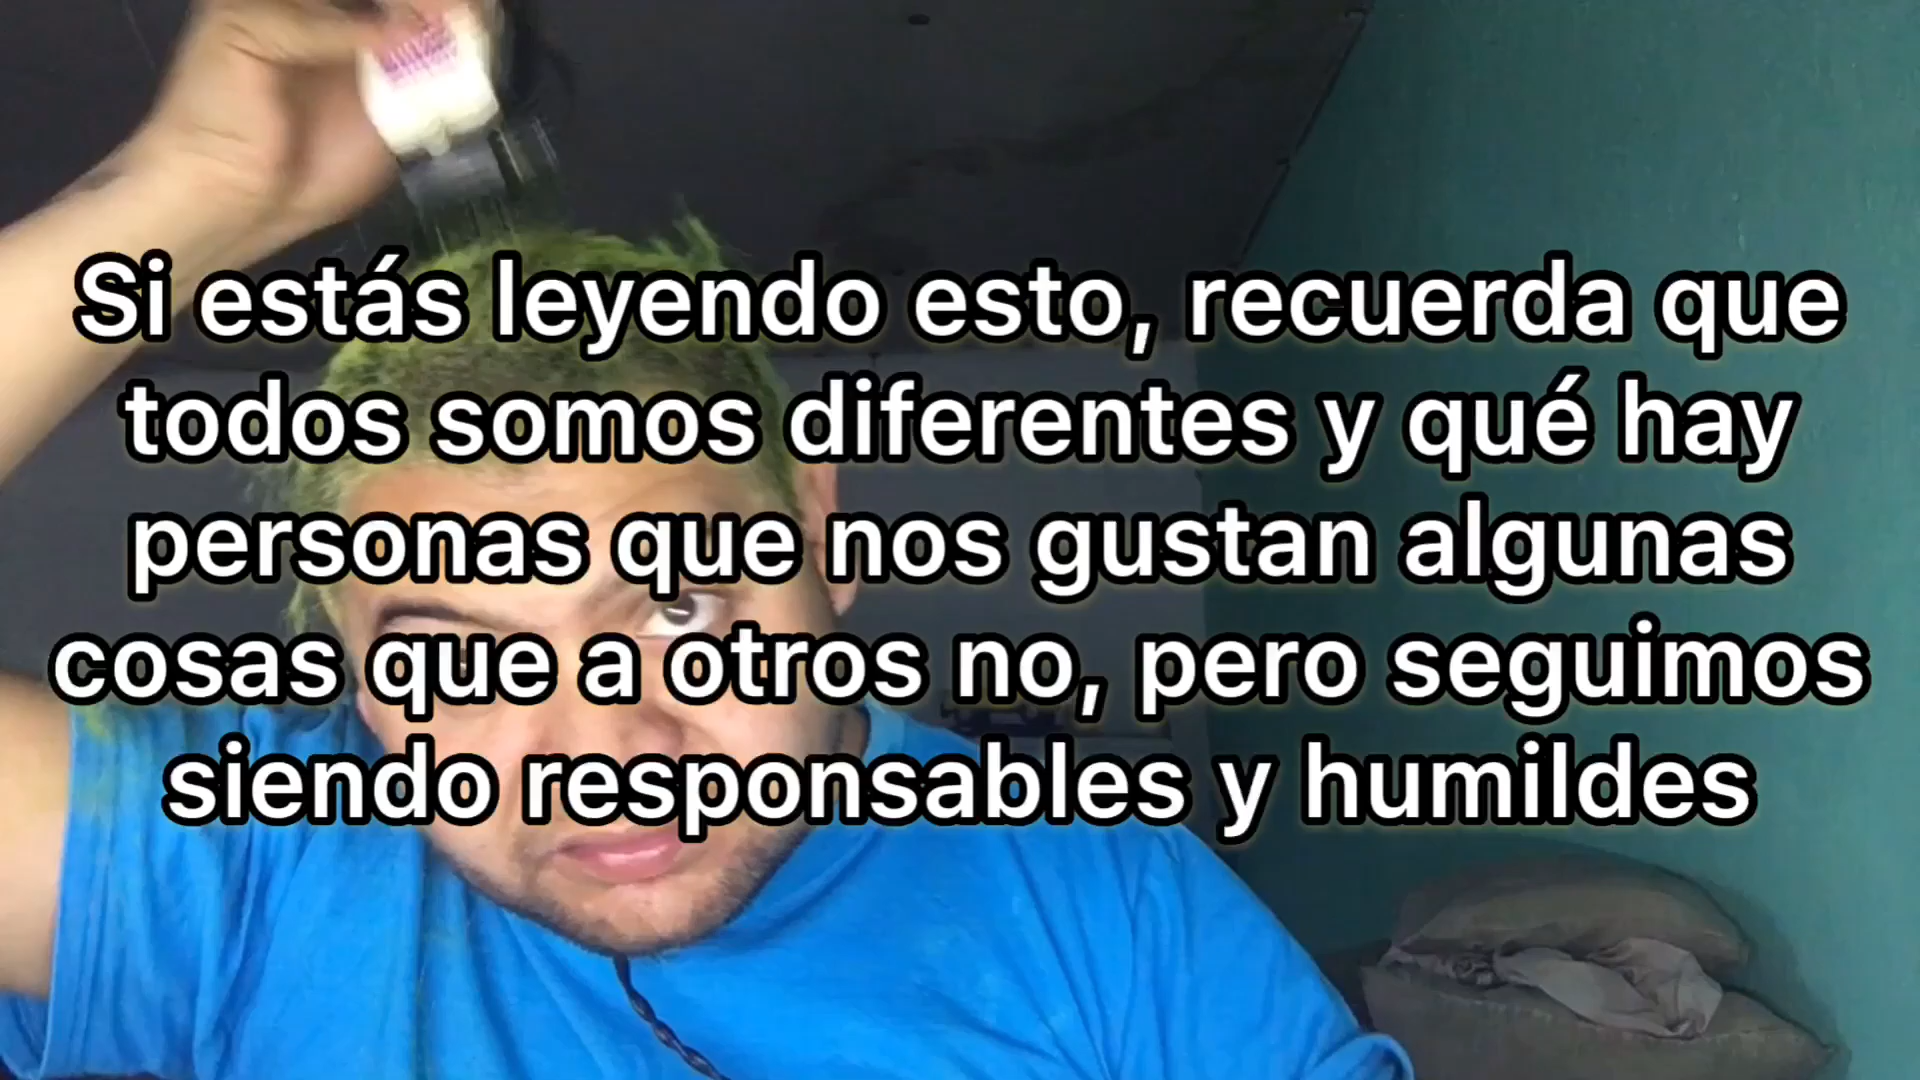 Si estás leyendo esto, recuerda que
todos somos diferentes y qué hay
personas que nos gustan algunas
cosas que a otros no, pero seguimos
siendo responsables y humildes